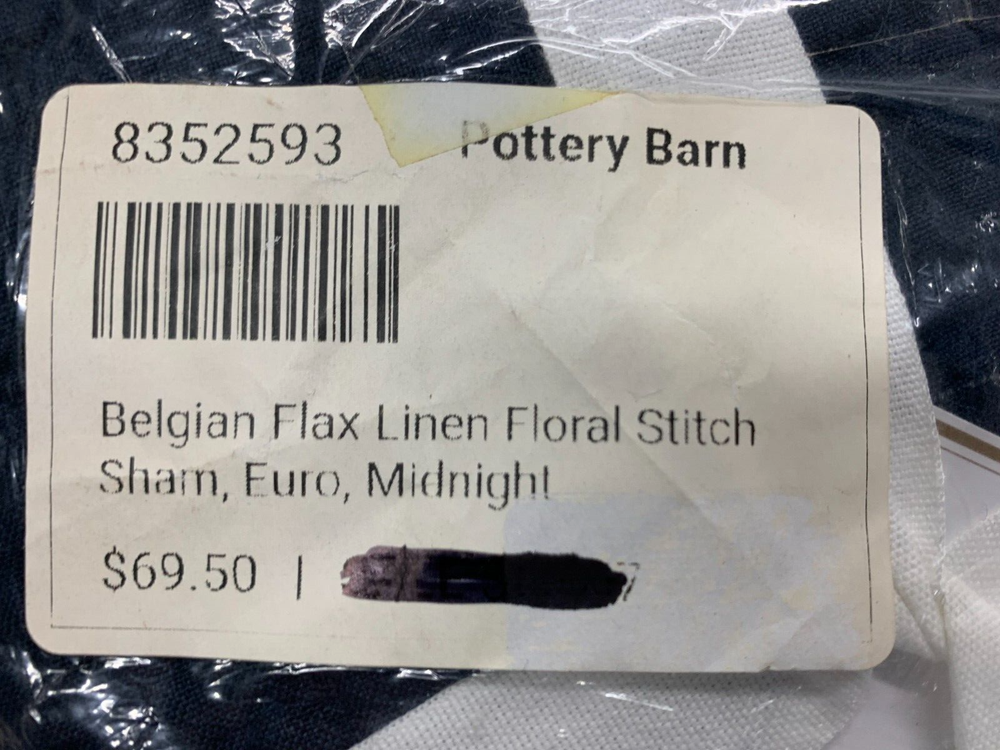 8352593
Pottery Barn
Belgian Flax Linen Floral Stitch
Sham, Euro, Midnight
$69.50 |